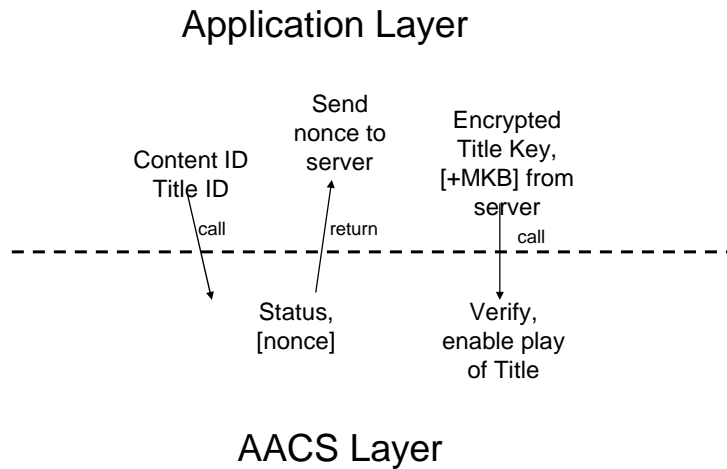 Application Layer
Content ID
Title ID
call
Send
nonce to
server
return
Encrypted
Title Key,
[+MKB] from
server
call
Status,
[nonce]
Verify,
enable play
of Title
AACS Layer